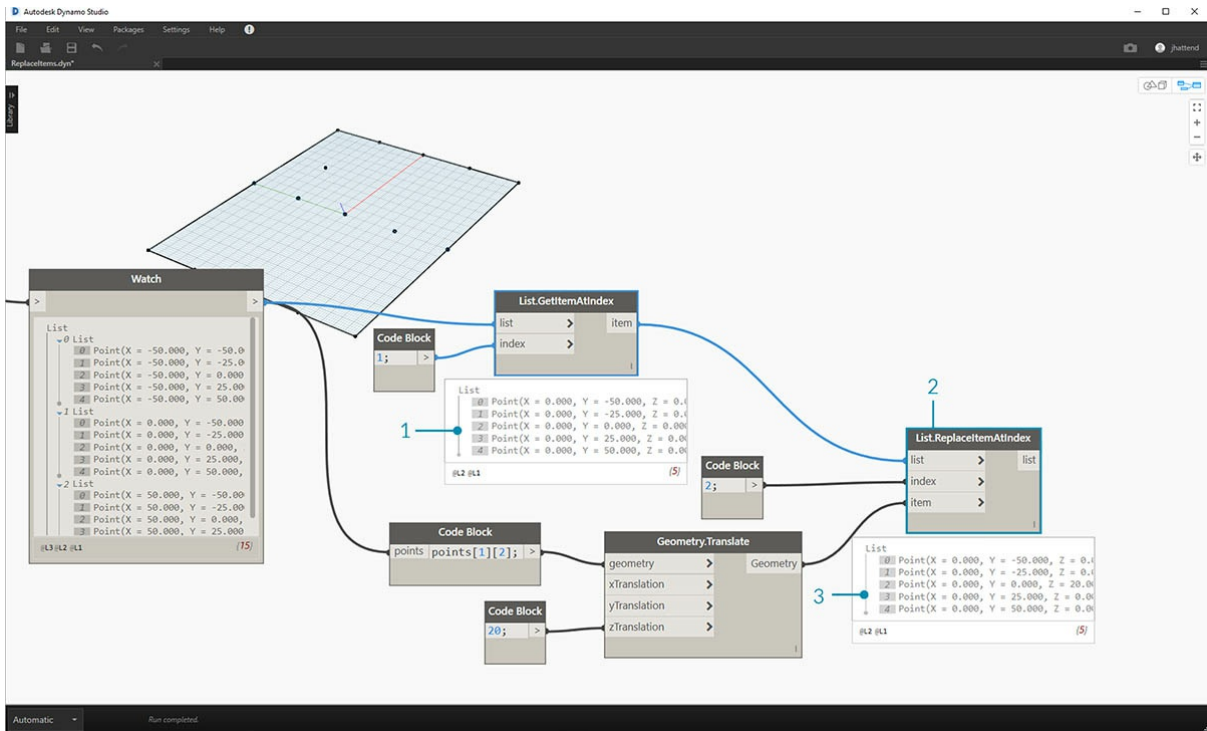 Autodesk Dynamo Studio
File Edit View Packages Settings Help
jhattend
ReplaceItems.dyn*
Library
Watch
> >
List
0 List
0 Point(X = -50.000, Y = -50.0
1 Point(X = -50.000, Y = -25.0
2 Point(X = -50.000, Y = 0.000
3 Point(X = -50.000, Y = 25.00
4 Point(X = -50.000, Y = 50.00
1 List
0 Point(X = 0.000, Y = -50.000
1 Point(X = 0.000, Y = -25.000
2 Point(X = 0.000, Y = 0.000,
3 Point(X = 0.000, Y = 25.000,
4 Point(X = 0.000, Y = 50.000,
2 List
0 Point(X = 50.000, Y = -50.00
1 Point(X = 50.000, Y = -25.00
2 Point(X = 50.000, Y = 0.000,
3 Point(X = 50.000, Y = 25.000
@L3 @L2 @L1 (15)
Code Block
1; >
List.GetItemAtIndex
list > item
index >
List
0 Point(X = 0.000, Y = -50.000, Z = 0.0
1 Point(X = 0.000, Y = -25.000, Z = 0.0
2 Point(X = 0.000, Y = 0.000, Z = 0.00
3 Point(X = 0.000, Y = 25.000, Z = 0.00
4 Point(X = 0.000, Y = 50.000, Z = 0.00
@L2 @L1 (5)
1
2
Code Block
2; >
List.ReplaceItemAtIndex
list > list
index >
item >
Code Block
points points[1][2]; >
Code Block
20; >
Geometry.Translate
geometry > Geometry
xTranslation >
yTranslation >
zTranslation >
3
List
0 Point(X = 0.000, Y = -50.000, Z = 0.0
1 Point(X = 0.000, Y = -25.000, Z = 0.0
2 Point(X = 0.000, Y = 0.000, Z = 20.00
3 Point(X = 0.000, Y = 25.000, Z = 0.00
4 Point(X = 0.000, Y = 50.000, Z = 0.00
@L2 @L1 (5)
Automatic Run completed.